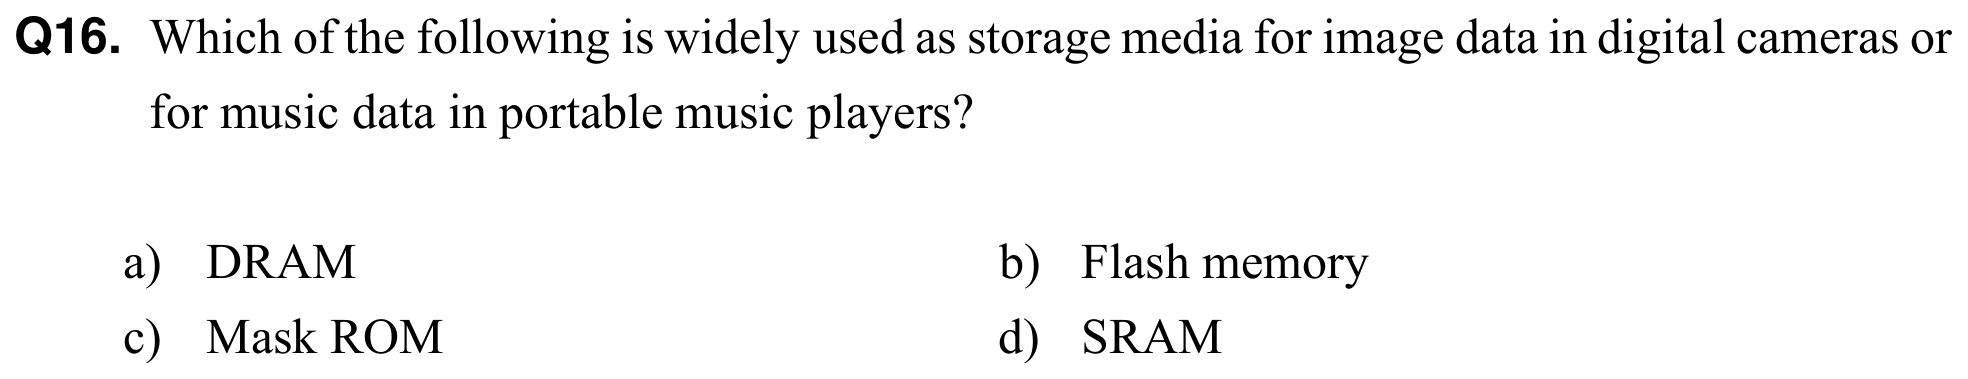 Q16. Which of the following is widely used as storage media for image data in digital cameras or
for music data in portable music players?
a) DRAM b) Flash memory
c) Mask ROM d) SRAM